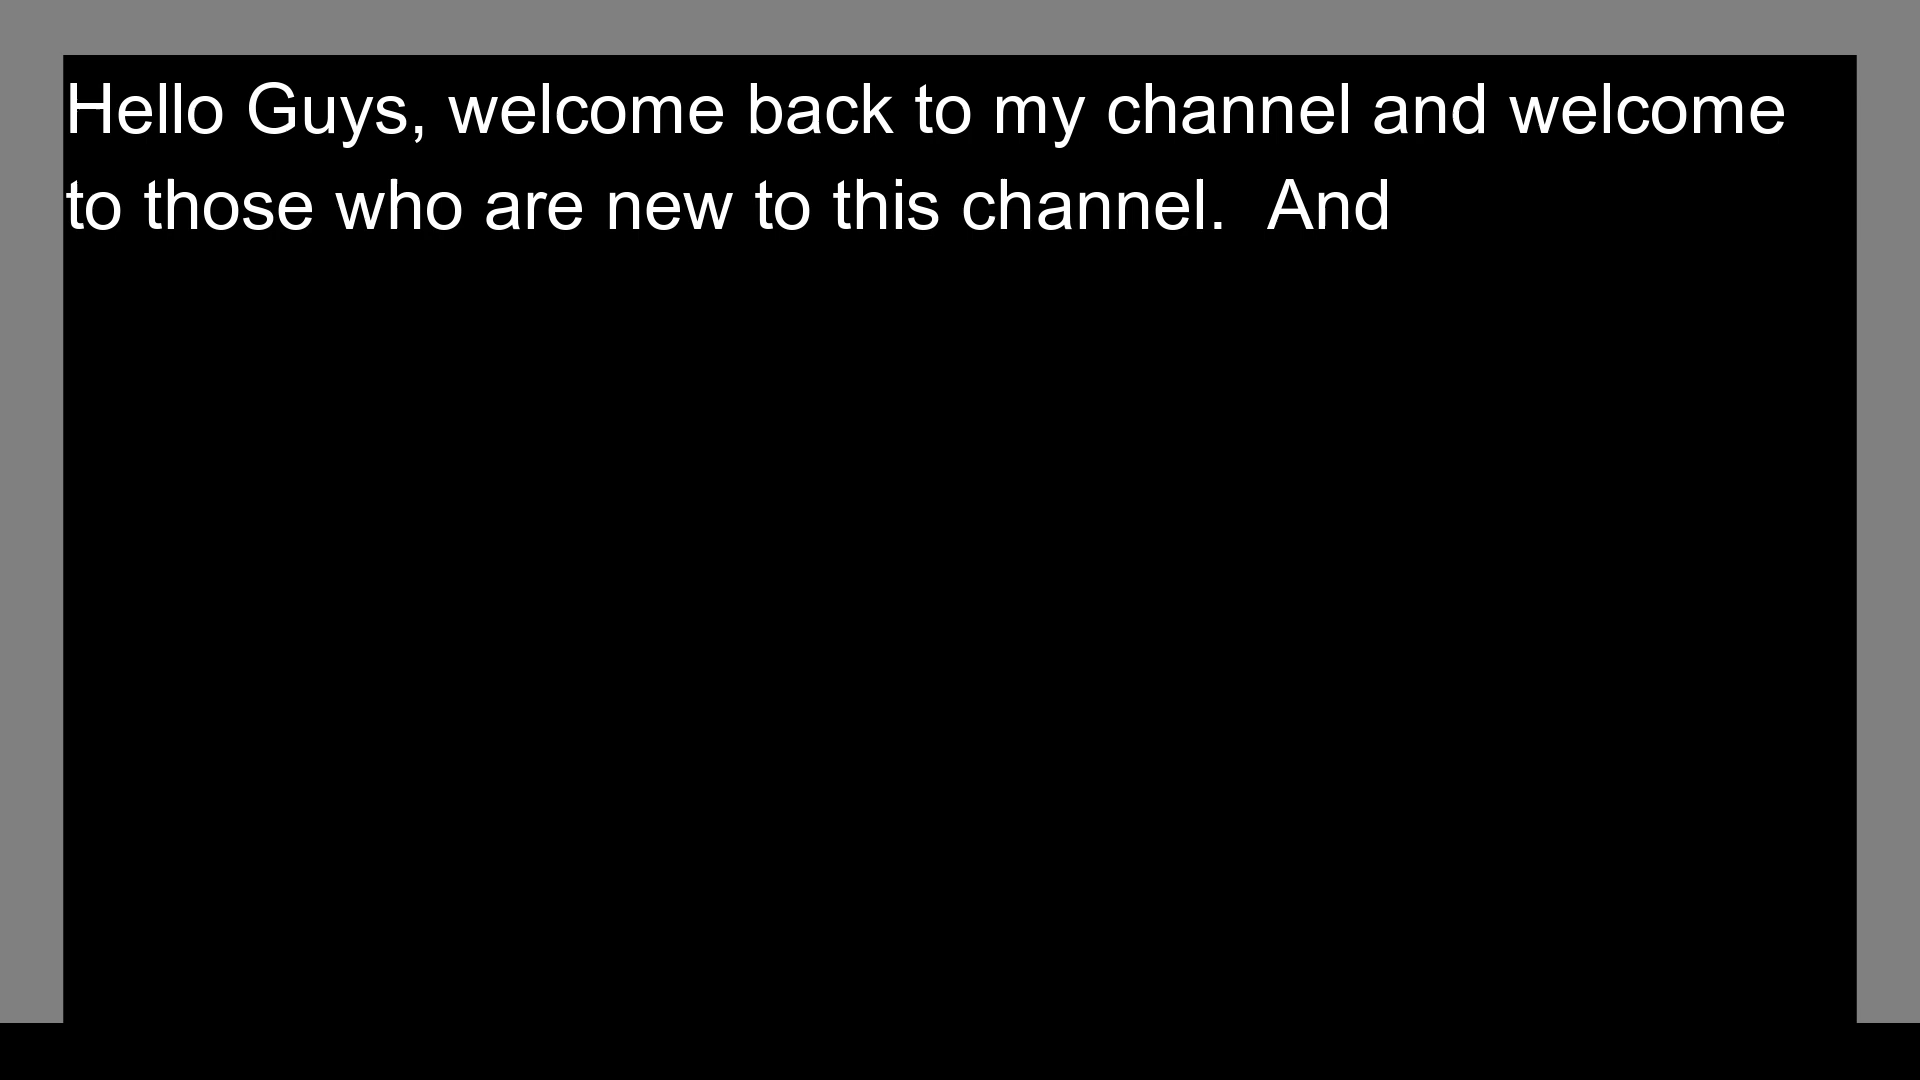 Hello Guys, welcome back to my channel and welcome
to those who are new to this channel.  And